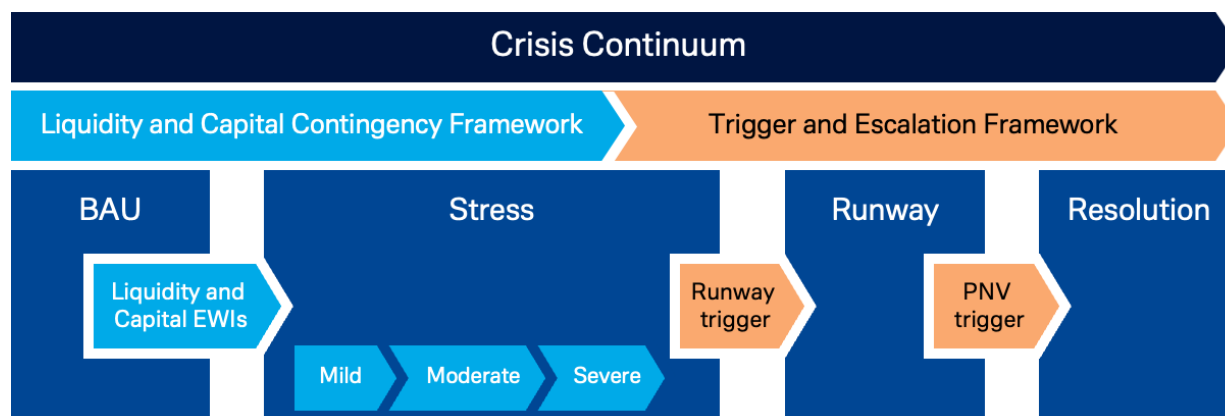 Crisis Continuum
Liquidity and Capital Contingency Framework
Trigger and Escalation Framework
BAU
Stress
Runway
Resolution
Liquidity and
Capital EWIs
Runway
trigger
PNV
trigger
Mild
Moderate
Severe